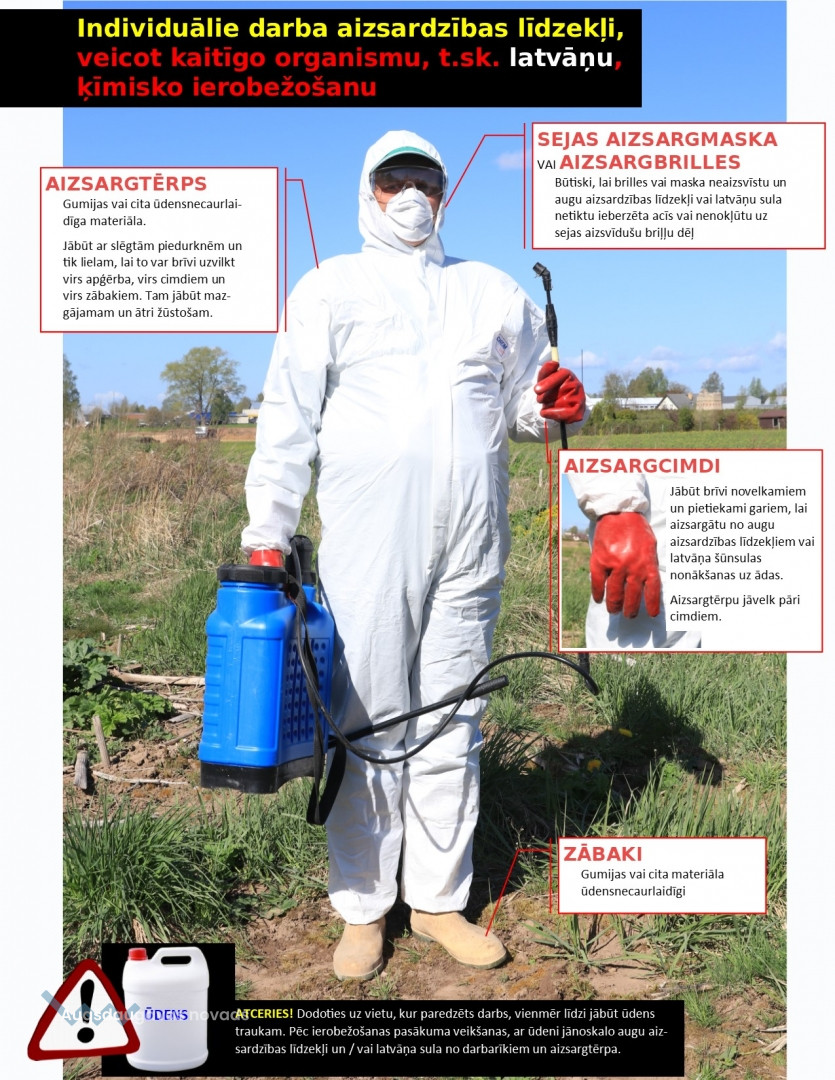 Individuālie darba aizsardzības līdzekļi,
veicot kaitīgo organismu, t.sk. latvāņu,
ķīmisko ierobežošanu
SEJAS AIZSARGMASKA
VAI AIZSARGBRILLES
Būtiski, lai brilles vai maska neaizsvīstu un
augu aizsardzības līdzekļi vai latvāņu sula
netiktu ieberzēta acīs vai nenokļūtu uz
sejas aizsvīdušu briļļu dēļ
AIZSARGTĒRPS
Gumijas vai cita ūdensnecaurlai-
dīga materiāla.
Jābūt ar slēgtām piedurknēm un
tik lielam, lai to var brīvi uzvilkt
virs apģērba, virs cimdiem un
virs zābakiem. Tam jābūt maz-
gājamam un ātri žūstošam.
AIZSARGCIMDI
Jābūt brīvi novelkamiem
un pietiekami gariem, lai
aizsargātu no augu
aizsardzības līdzekļiem vai
latvāņa šūnsulas
nonākšanas uz ādas.
Aizsargtērpu jāvelk pāri
cimdiem.
ZĀBAKI
Gumijas vai cita materiāla
ūdensnecaurlaidīgi
ŪDENS
ATCERIES! Dodoties uz vietu, kur paredzēts darbs, vienmēr līdzi jābūt ūdens
traukam. Pēc ierobežošanas pasākuma veikšanas, ar ūdeni jānoskalo augu aiz-
sardzības līdzekļi un / vai latvāņa sula no darbarīkiem un aizsargtērpa.